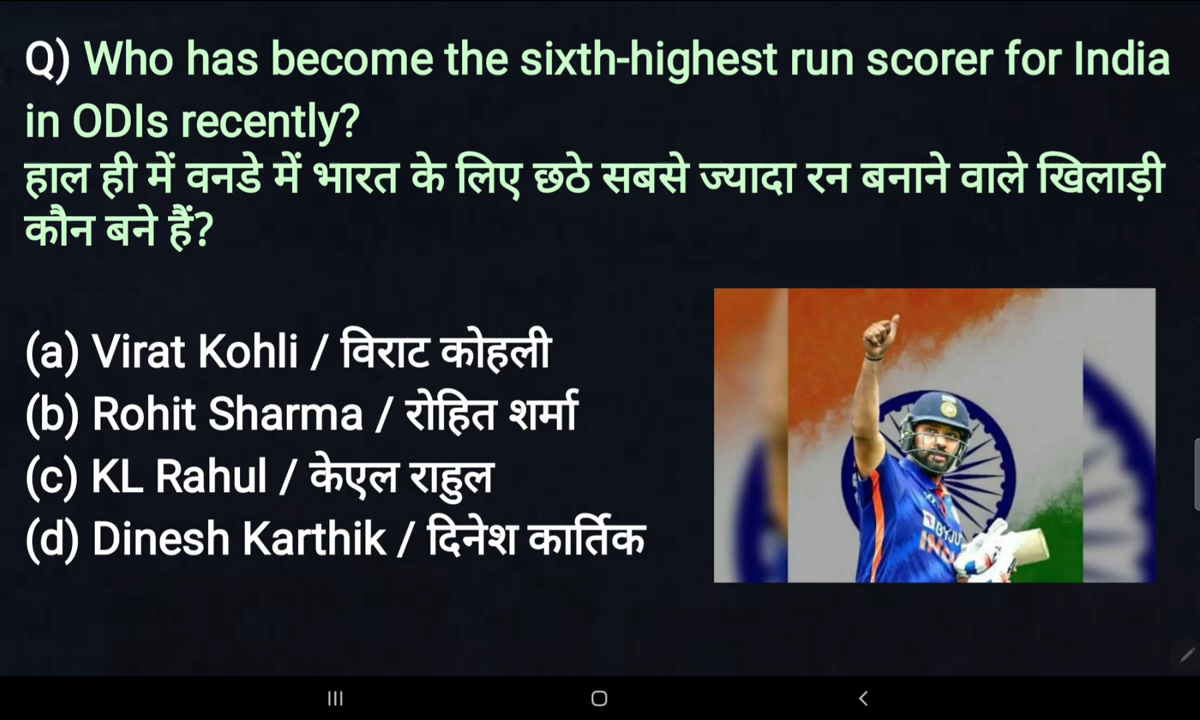 Q) Who has become the sixth-highest run scorer for India
in ODIs recently?
हाल ही में वनडे में भारत के लिए छठे सबसे ज्यादा रन बनाने वाले खिलाड़ी
कौन बने हैं?
(a) Virat Kohli / विराट कोहली
(b) Rohit Sharma / रोहित शर्मा
(c) KL Rahul / केएल राहुल
(d) Dinesh Karthik / दिनेश कार्तिक
BYJU